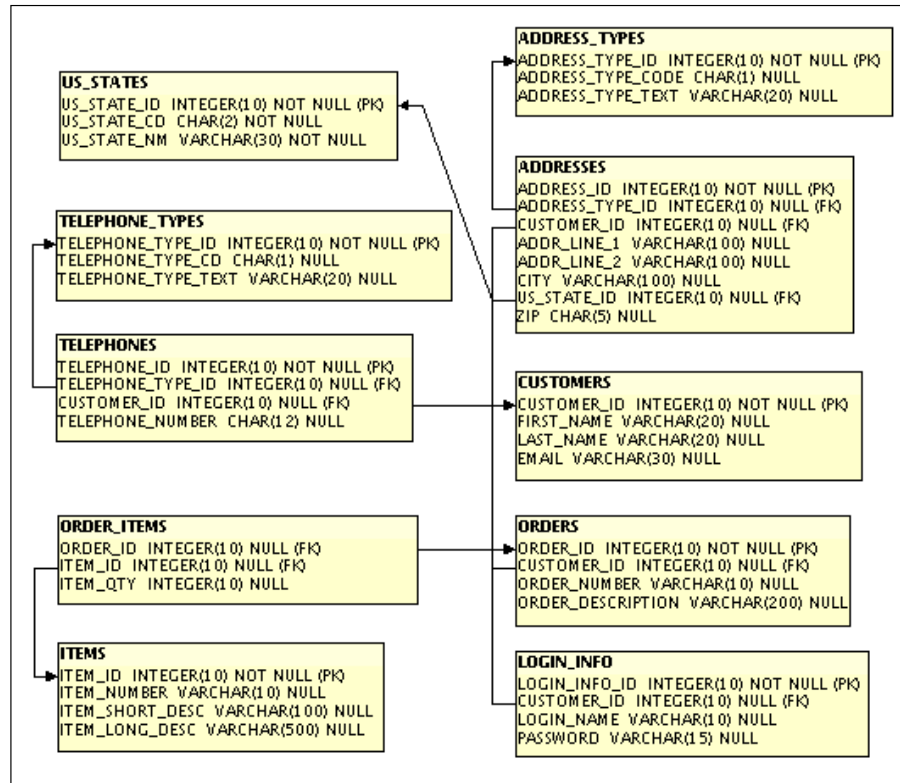 US_STATES
US_STATE_ID INTEGER(10) NOT NULL (PK)
US_STATE_CD CHAR(2) NOT NULL
US_STATE_NM VARCHAR(30) NOT NULL
TELEPHONE_TYPES
TELEPHONE_TYPE_ID INTEGER(10) NOT NULL (PK)
TELEPHONE_TYPE_CD CHAR(1) NULL
TELEPHONE_TYPE_TEXT VARCHAR(20) NULL
TELEPHONES
TELEPHONE_ID INTEGER(10) NOT NULL (PK)
TELEPHONE_TYPE_ID INTEGER(10) NULL (FK)
CUSTOMER_ID INTEGER(10) NULL (FK)
TELEPHONE_NUMBER CHAR(12) NULL
ORDER_ITEMS
ORDER_ID INTEGER(10) NULL (FK)
ITEM_ID INTEGER(10) NULL (FK)
ITEM_QTY INTEGER(10) NULL
ITEMS
ITEM_ID INTEGER(10) NOT NULL (PK)
ITEM_NUMBER VARCHAR(10) NULL
ITEM_SHORT_DESC VARCHAR(100) NULL
ITEM_LONG_DESC VARCHAR(500) NULL
ADDRESS_TYPES
ADDRESS_TYPE_ID INTEGER(10) NOT NULL (PK)
ADDRESS_TYPE_CODE CHAR(1) NULL
ADDRESS_TYPE_TEXT VARCHAR(20) NULL
ADDRESSES
ADDRESS_ID INTEGER(10) NOT NULL (PK)
ADDRESS_TYPE_ID INTEGER(10) NULL (FK)
CUSTOMER_ID INTEGER(10) NULL (FK)
ADDR_LINE_1 VARCHAR(100) NULL
ADDR_LINE_2 VARCHAR(100) NULL
CITY VARCHAR(100) NULL
US_STATE_ID INTEGER(10) NULL (FK)
ZIP CHAR(5) NULL
CUSTOMERS
CUSTOMER_ID INTEGER(10) NOT NULL (PK)
FIRST_NAME VARCHAR(20) NULL
LAST_NAME VARCHAR(20) NULL
EMAIL VARCHAR(30) NULL
ORDERS
ORDER_ID INTEGER(10) NOT NULL (PK)
CUSTOMER_ID INTEGER(10) NULL (FK)
ORDER_NUMBER VARCHAR(10) NULL
ORDER_DESCRIPTION VARCHAR(200) NULL
LOGIN_INFO
LOGIN_INFO_ID INTEGER(10) NOT NULL (PK)
CUSTOMER_ID INTEGER(10) NULL (FK)
LOGIN_NAME VARCHAR(10) NULL
PASSWORD VARCHAR(15) NULL